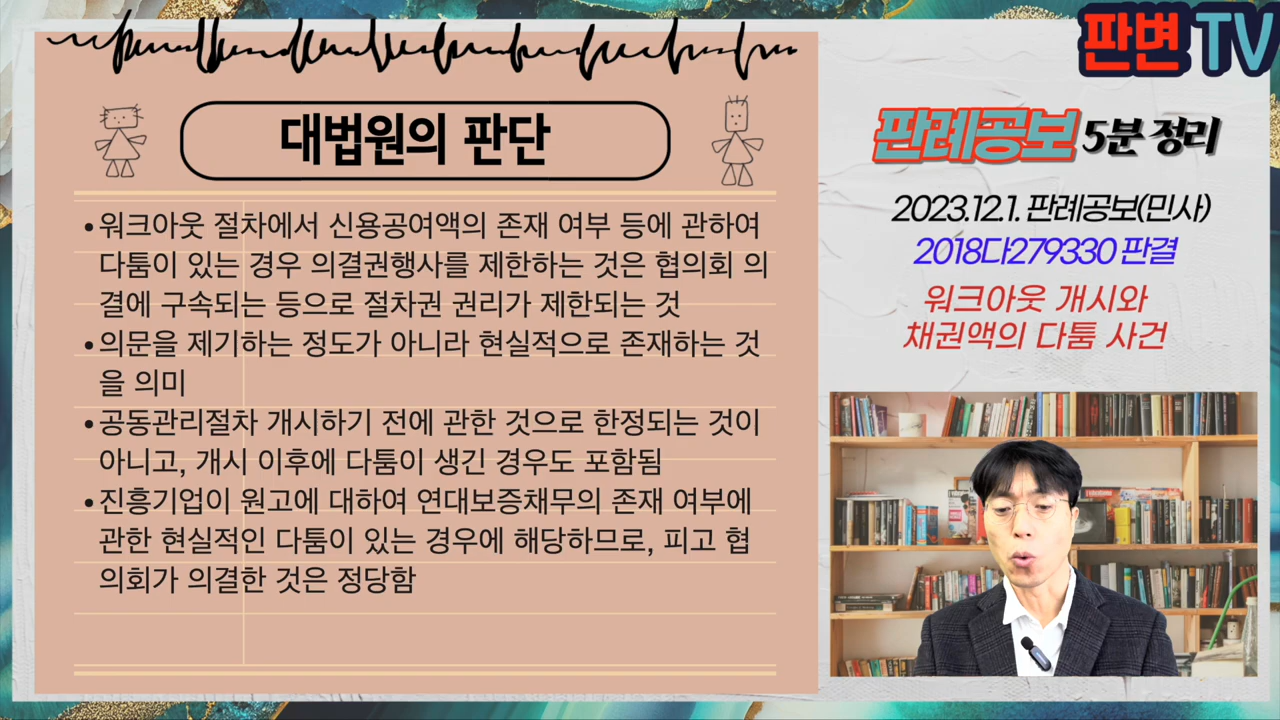 대법원의 판단
•워크아웃 절차에서 신용공여액의 존재 여부 등에 관하여
다툼이 있는 경우 의결권행사를 제한하는 것은 협의회 의
결에 구속되는 등으로 절차권 권리가 제한되는 것
•의문을 제기하는 정도가 아니라 현실적으로 존재하는 것
을 의미
•공동관리절차 개시하기 전에 관한 것으로 한정되는 것이
아니고, 개시 이후에 다툼이 생긴 경우도 포함됨
•진흥기업이 원고에 대하여 연대보증채무의 존재 여부에
관한 현실적인 다툼이 있는 경우에 해당하므로, 피고 협
의회가 의결한 것은 정당함
판변 TV
판례공보 5분 정리
2023.12.1. 판례공보(민사)
2018다279330 판결
워크아웃 개시와
채권액의 다툼 사건